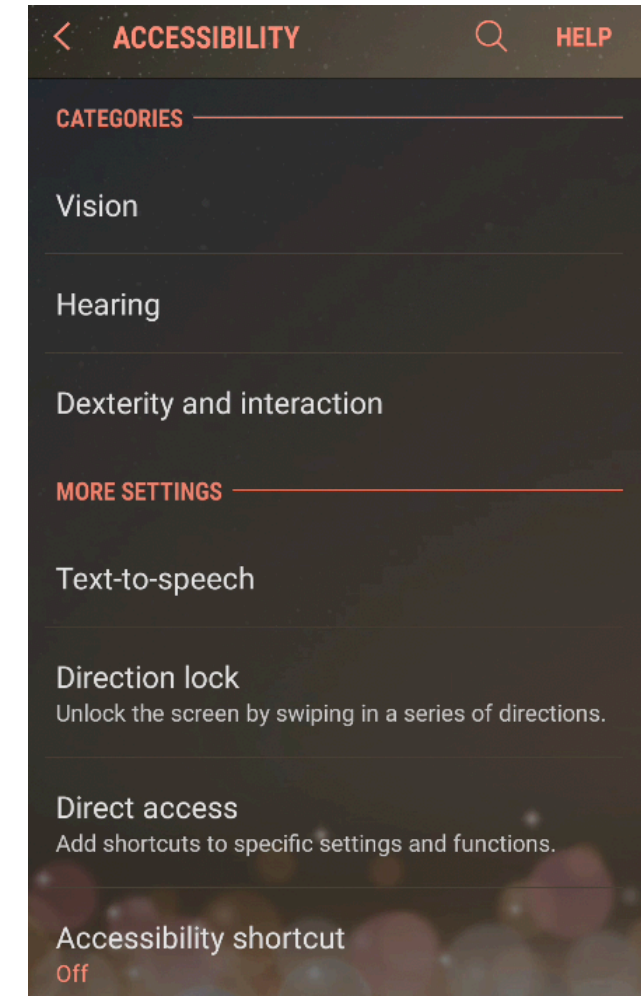 ACCESSIBILITY HELP
CATEGORIES
Vision
Hearing
Dexterity and interaction
MORE SETTINGS
Text-to-speech
Direction lock
Unlock the screen by swiping in a series of directions.
Direct access
Add shortcuts to specific settings and functions.
Accessibility shortcut
Off